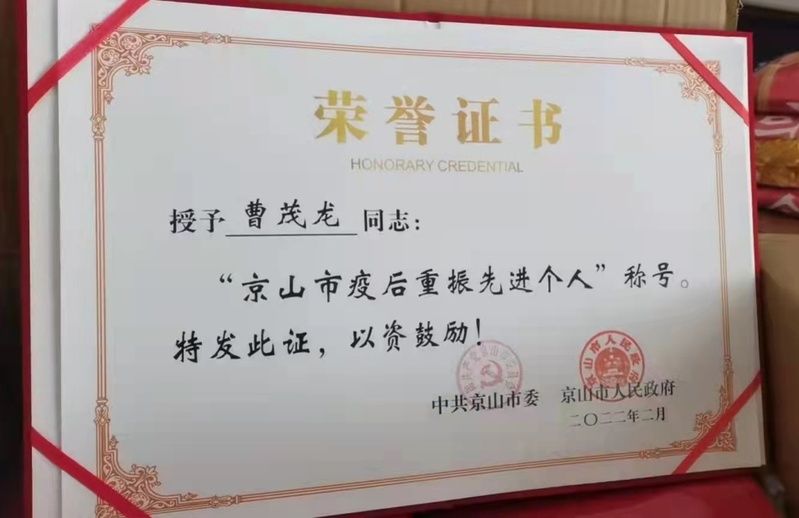 荣誉证书
HONORARY CREDENTIAL
授予 曹茂龙 同志：
“京山市疫后重振先进个人”称号。
特发此证，以资鼓励！
中共京山市委 京山市人民政府
二〇二二年二月